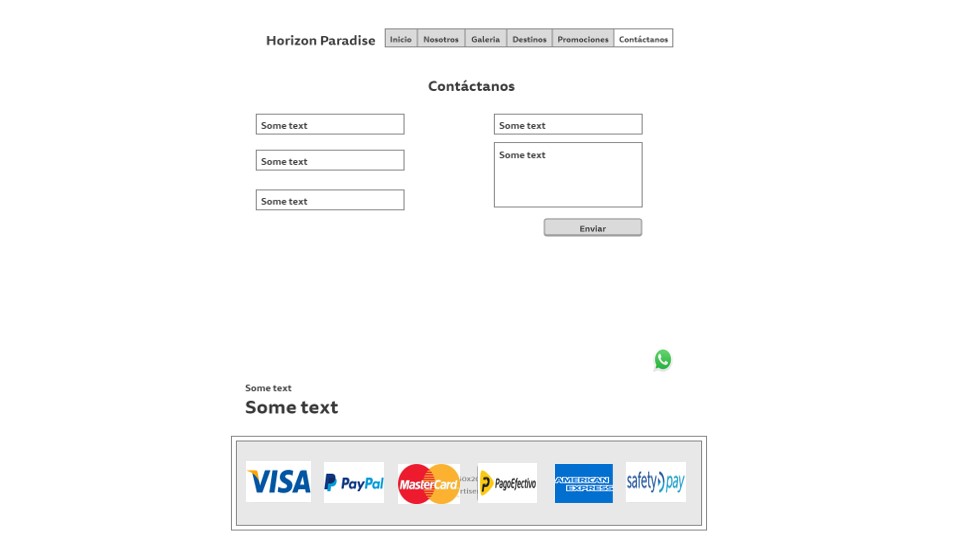 Horizon Paradise
Inicio Nosotros Galeria Destinos Promociones Contáctanos
Contáctanos
Some text Some text
Some text Some text
Some text
Enviar
Some text
Some text
VISA PayPal MasterCard PagoEfectivo AMERICAN EXPRESS safetypay